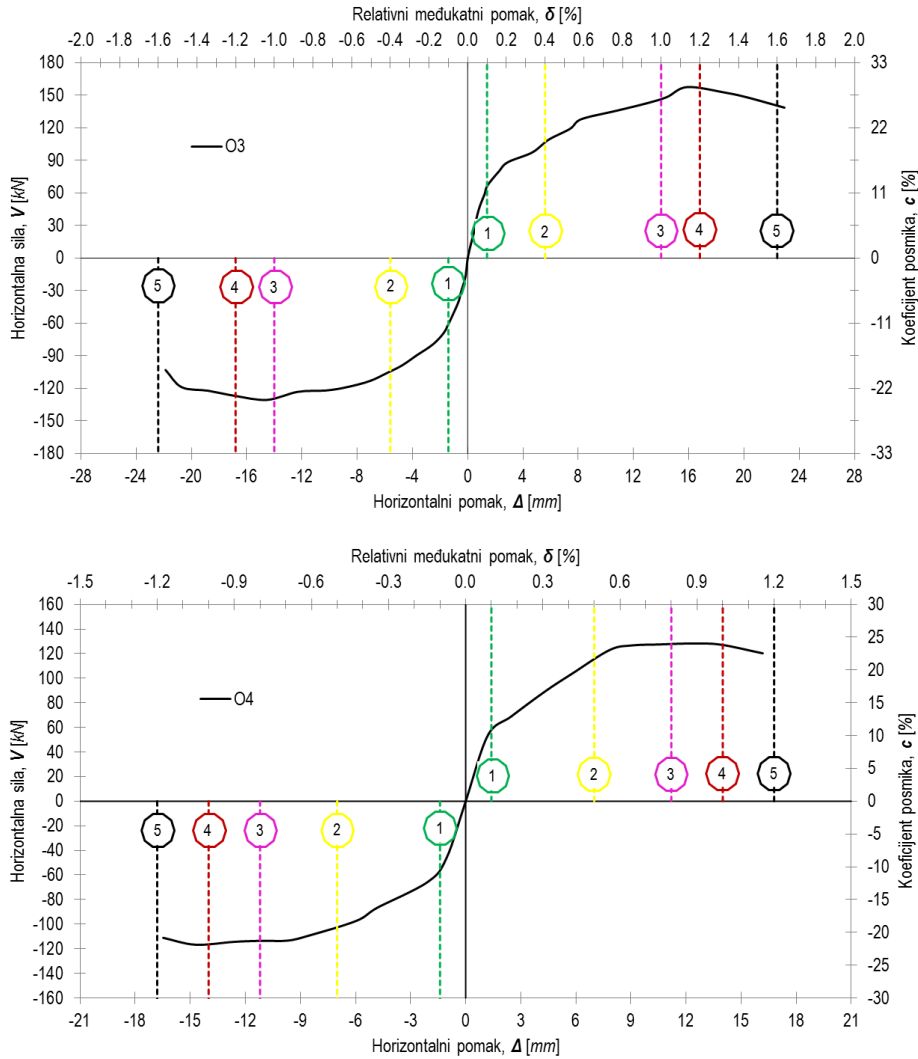 Relativni međukatni pomak, δ [%]
-2.0 -1.8 -1.6 -1.4 -1.2 -1.0 -0.8 -0.6 -0.4 -0.2 0.0 0.2 0.4 0.6 0.8 1.0 1.2 1.4 1.6 1.8 2.0
Horizontalna sila, V [kN]
180
150
120
90
60
30
0
-30
-60
-90
-120
-150
-180
O3
1 2 3 4 5
5 4 3 2 1
33
22
11
0
-11
-22
-33
Koeficijent posmika, c [%]
-28 -24 -20 -16 -12 -8 -4 0 4 8 12 16 20 24 28
Horizontalni pomak, Δ [mm]
Relativni međukatni pomak, δ [%]
-1.5 -1.2 -0.9 -0.6 -0.3 0.0 0.3 0.6 0.9 1.2 1.5
Horizontalna sila, V [kN]
160
140
120
100
80
60
40
20
0
-20
-40
-60
-80
-100
-120
-140
-160
O4
1 2 3 4 5
5 4 3 2 1
30
25
20
15
10
5
0
-5
-10
-15
-20
-25
-30
Koeficijent posmika, c [%]
-21 -18 -15 -12 -9 -6 -3 0 3 6 9 12 15 18 21
Horizontalni pomak, Δ [mm]